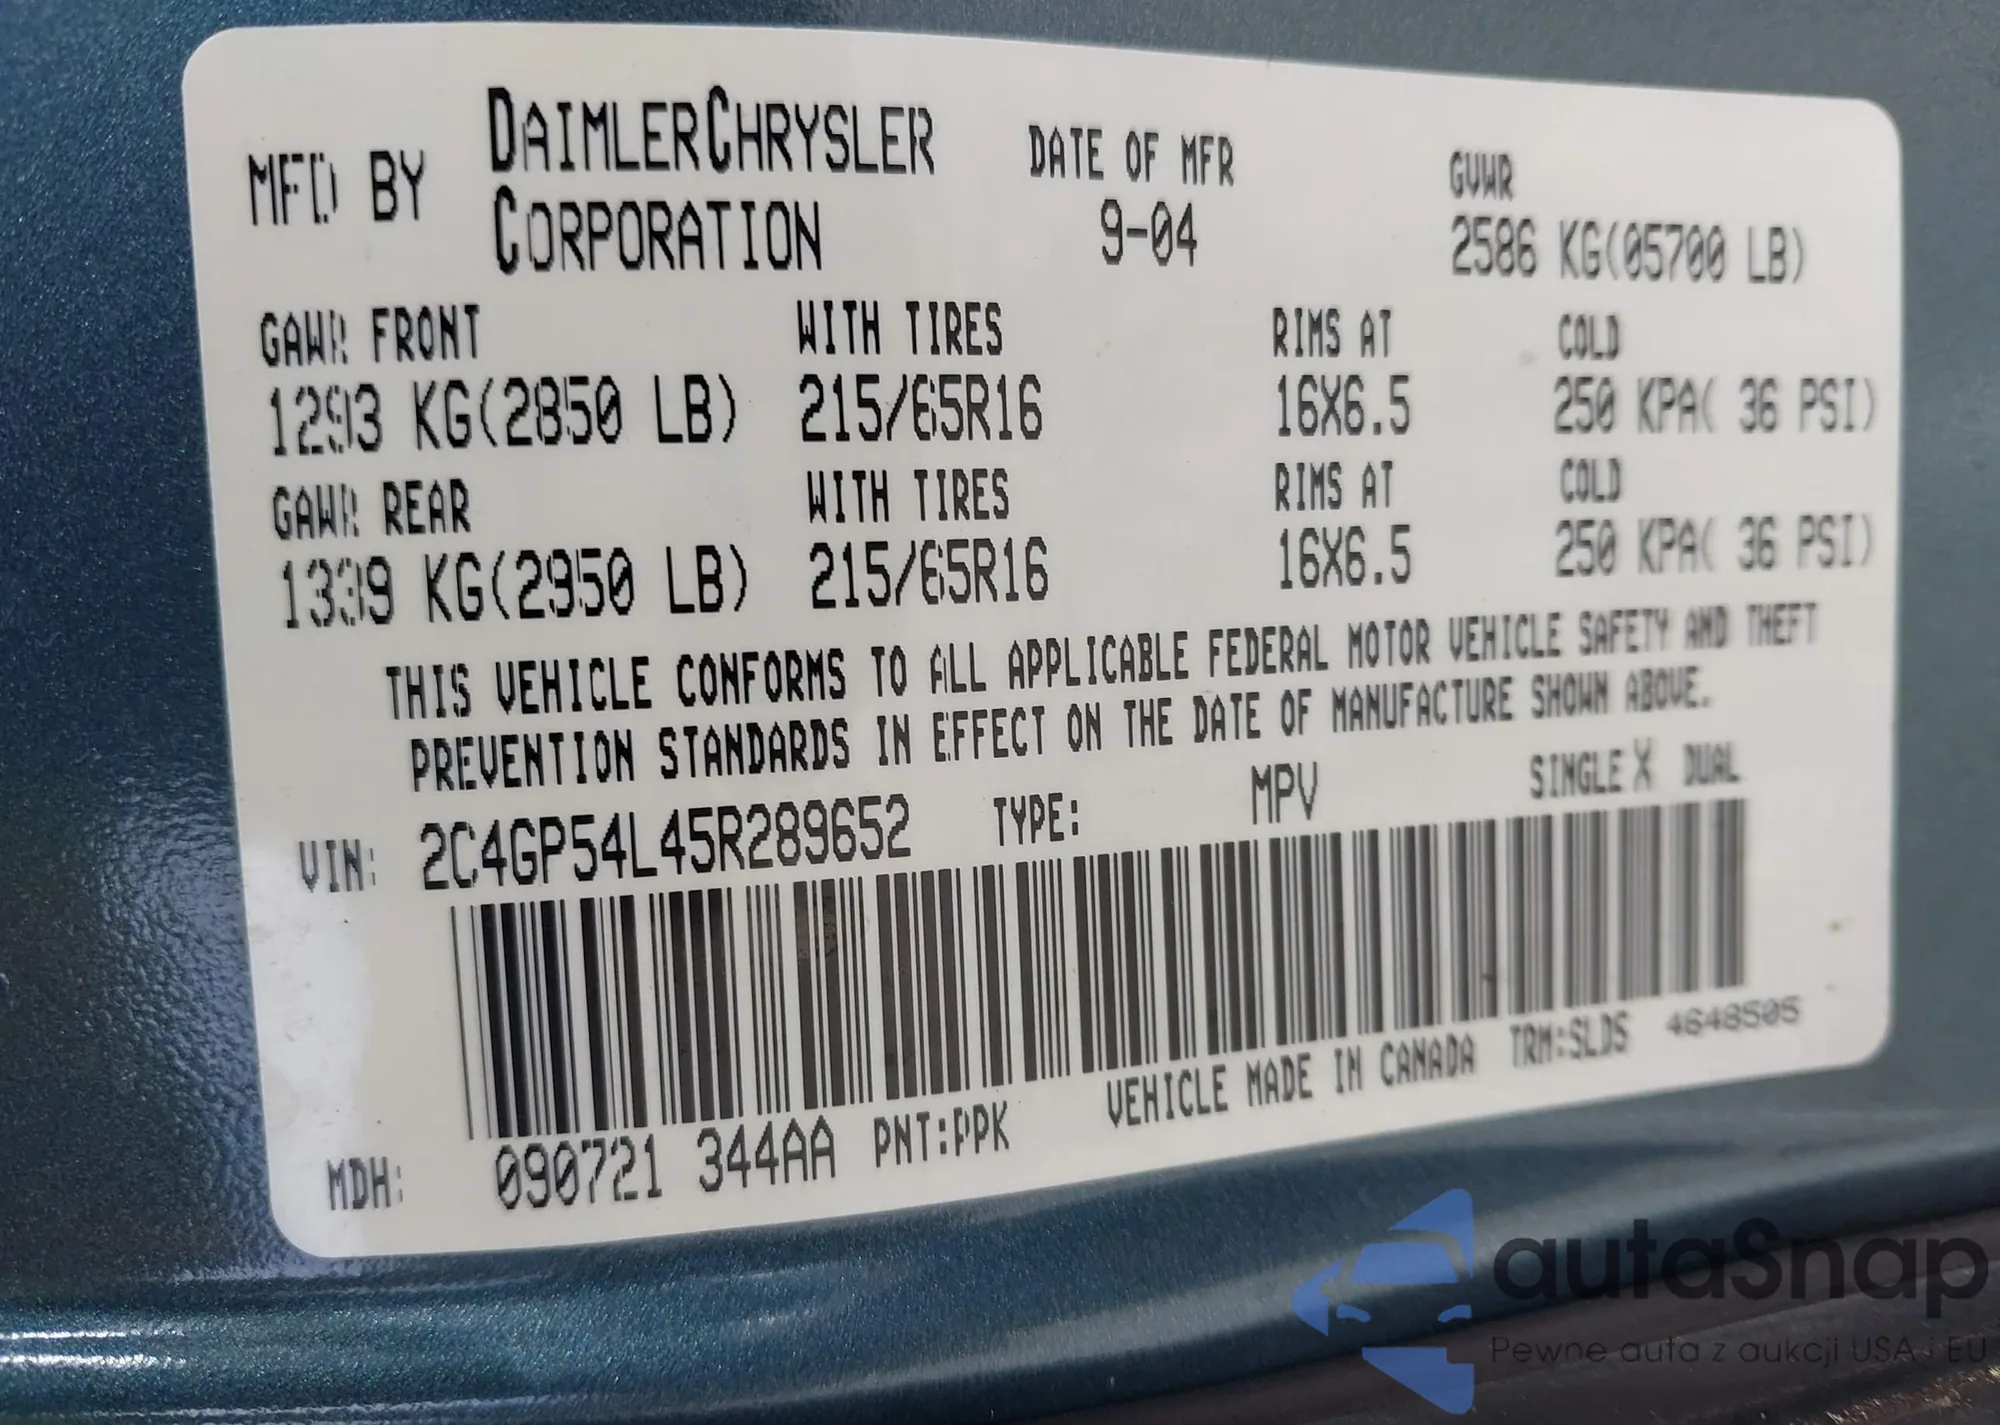 MFD BY DAIMLERCHRYSLER CORPORATION DATE OF MFR 9-04 GVWR 2586 KG(05700 LB)
GAWR FRONT WITH TIRES RIMS AT COLD
1293 KG(2850 LB) 215/65R16 16X6.5 250 KPA( 36 PSI)
GAWR REAR WITH TIRES RIMS AT COLD
1339 KG(2950 LB) 215/65R16 16X6.5 250 KPA( 36 PSI)
THIS VEHICLE CONFORMS TO ALL APPLICABLE FEDERAL MOTOR VEHICLE SAFETY AND THEFT
PREVENTION STANDARDS IN EFFECT ON THE DATE OF MANUFACTURE SHOWN ABOVE.
VIN: 2C4GP54L45R289652 TYPE: MPV SINGLE X DUAL
MDH: 090721 344AA PNT:PPK VEHICLE MADE IN CANADA TRM:SLDS 4648505
autaSnap
Pewne auta z aukcji USA i EU